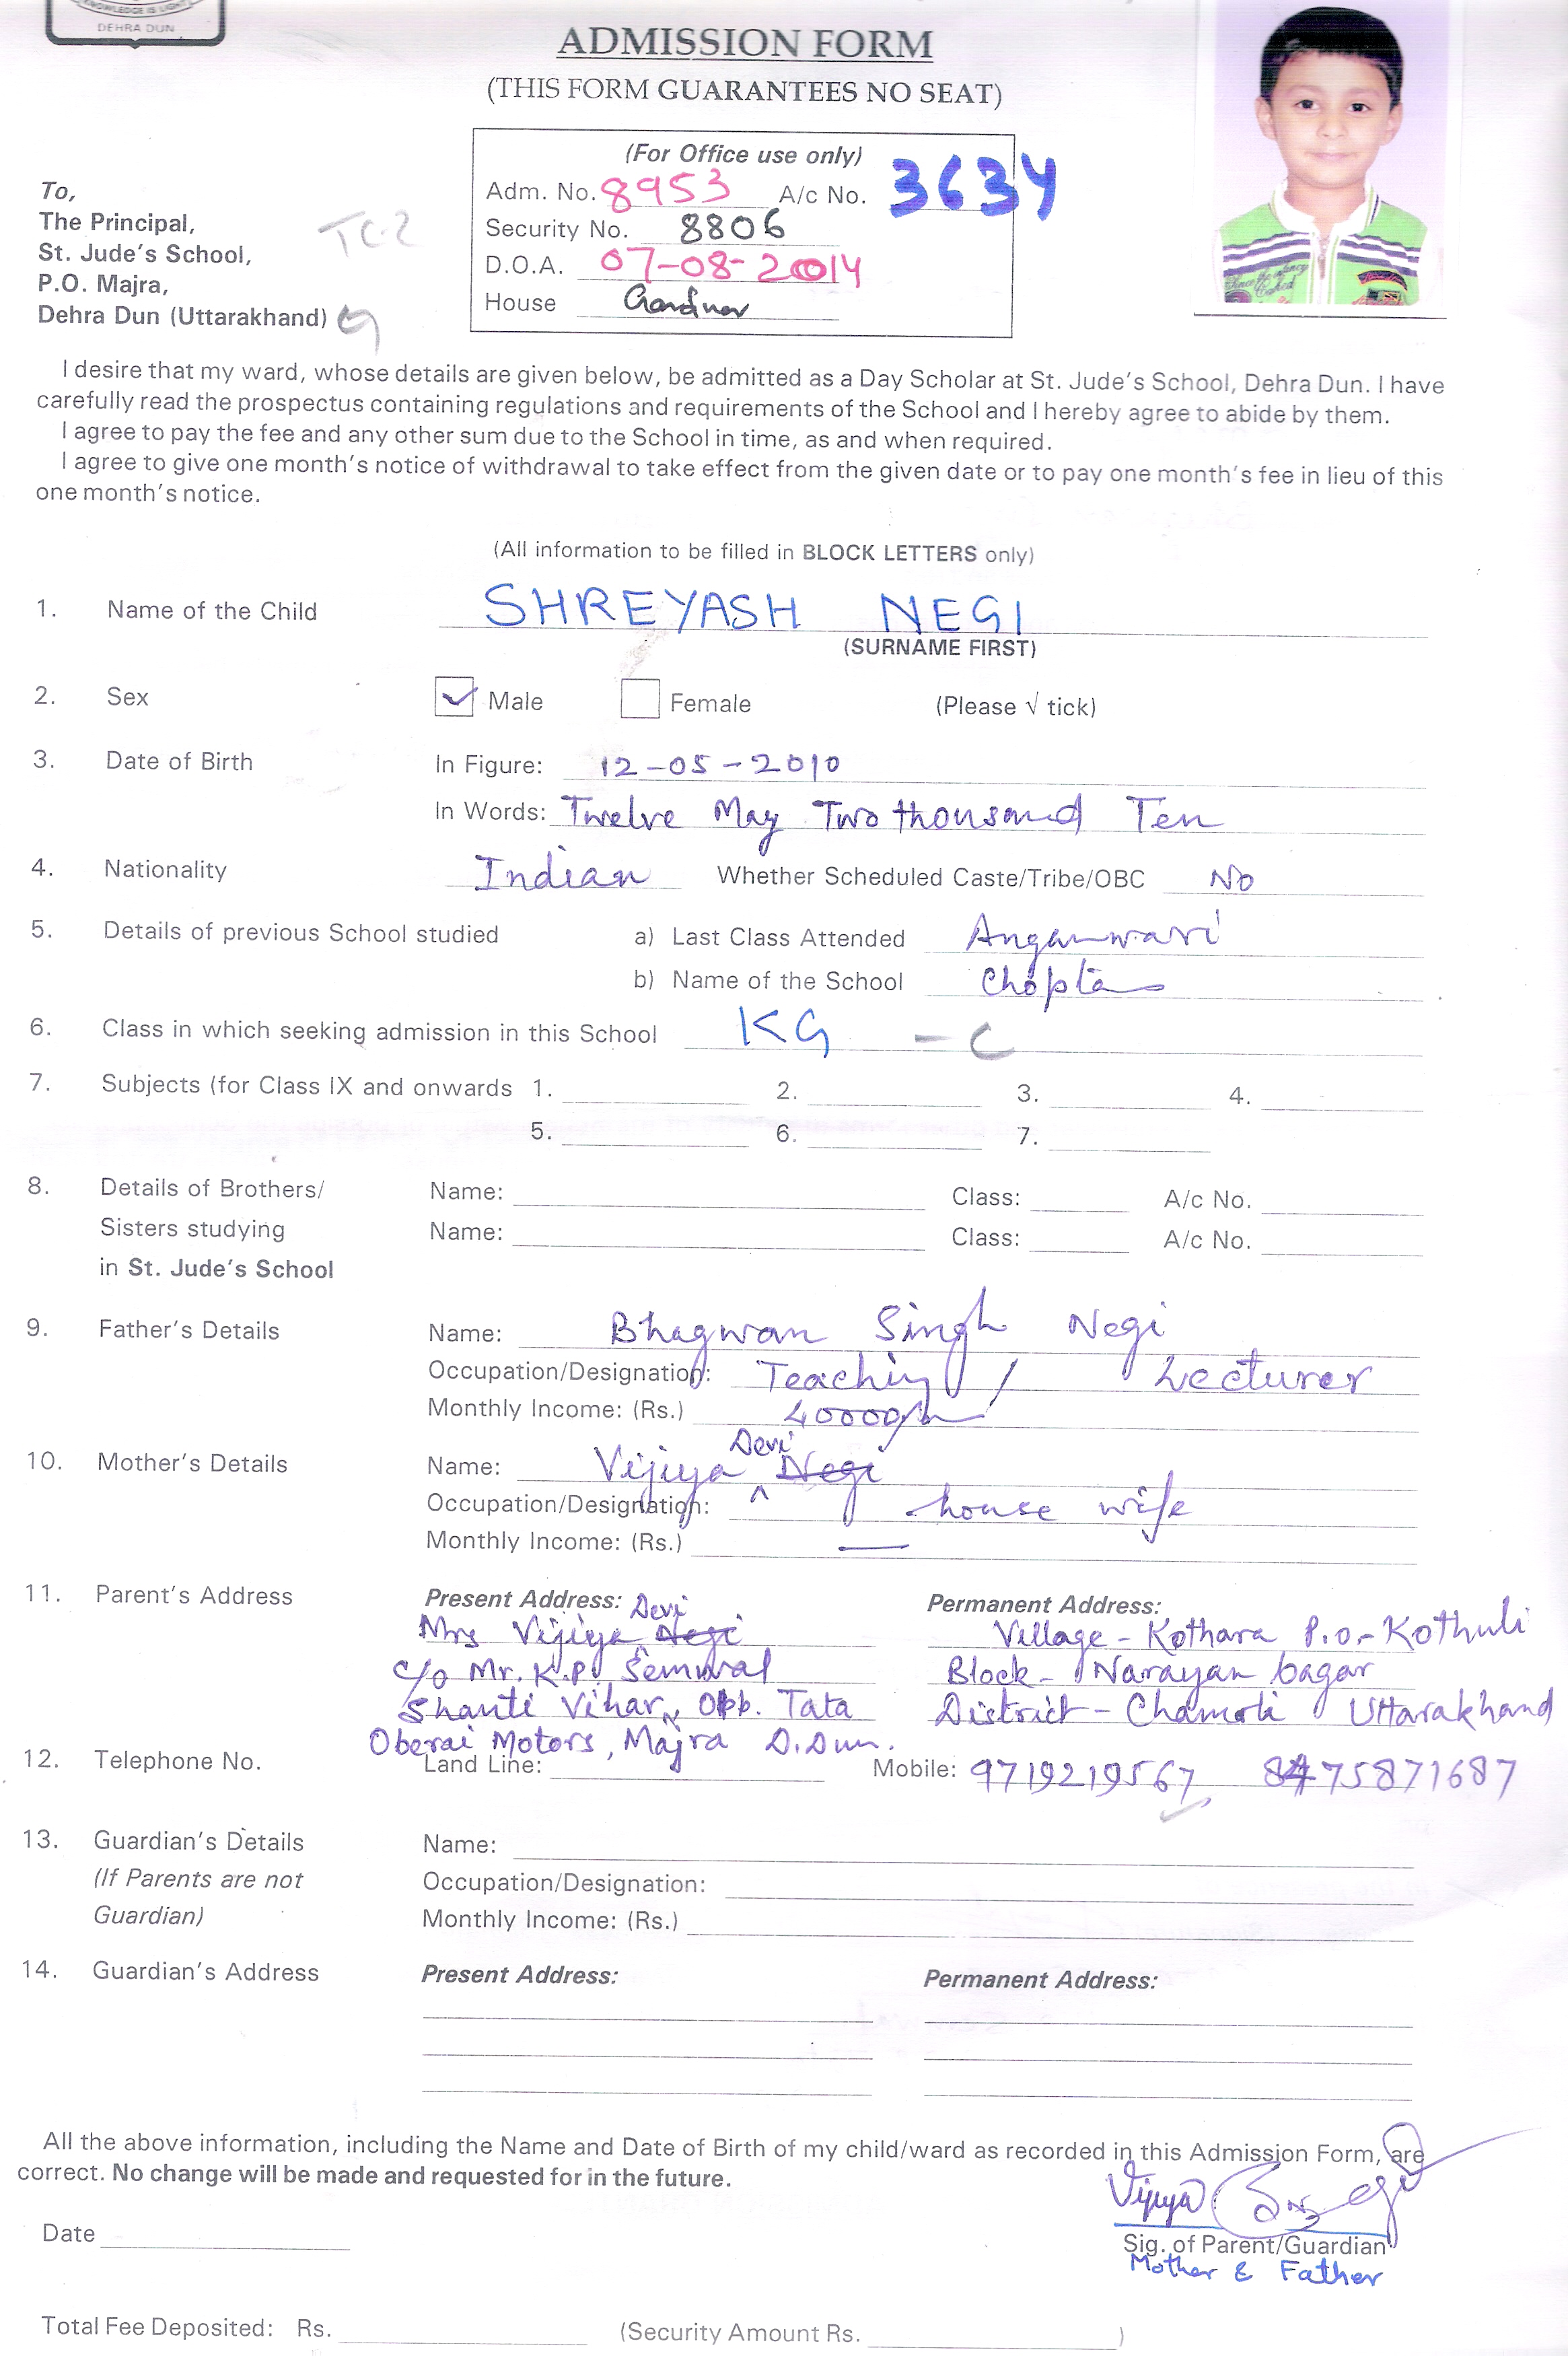 KNOWLEDGE IS LIGHT
DEHRA DUN
ADMISSION FORM
(THIS FORM GUARANTEES NO SEAT)
(For Office use only)
Adm. No. 8953 A/c No. 3634
Security No. 8806
D.O.A. 07-08-2014
House Gardner
To,
The Principal,
St. Jude's School,
P.O. Majra,
Dehra Dun (Uttarakhand)
TC-2
I desire that my ward, whose details are given below, be admitted as a Day Scholar at St. Jude's School, Dehra Dun. I have
carefully read the prospectus containing regulations and requirements of the School and I hereby agree to abide by them.
I agree to pay the fee and any other sum due to the School in time, as and when required.
I agree to give one month's notice of withdrawal to take effect from the given date or to pay one month's fee in lieu of this
one month's notice.
(All information to be filled in BLOCK LETTERS only)
1. Name of the Child SHREYASH NEGI
(SURNAME FIRST)
2. Sex Male Female (Please √ tick)
3. Date of Birth In Figure: 12-05-2010
In Words: Twelve May Two thousand Ten
4. Nationality Indian Whether Scheduled Caste/Tribe/OBC No
5. Details of previous School studied a) Last Class Attended Anganwari
b) Name of the School Chopta
6. Class in which seeking admission in this School KG - C
7. Subjects (for Class IX and onwards 1. 2. 3. 4.
5. 6. 7.
8. Details of Brothers/ Name: Class: A/c No.
Sisters studying Name: Class: A/c No.
in St. Jude's School
9. Father's Details Name: Bhagwan Singh Negi
Occupation/Designation: Teaching / Lecturer
Monthly Income: (Rs.) 40000/m
Devi
10. Mother's Details Name: Vijiya Negi
Occupation/Designation: house wife
Monthly Income: (Rs.) —
11. Parent's Address Present Address: Devi Permanent Address:
Mrs Vijiya Negi Village - Kothara P.o.- Kothuli
c/o Mr. K.P. Semwal Block - Narayan bagar
Shanti Vihar, Opp. Tata District - Chamoli Uttarakhand
Oberai Motors, Majra D.Dun.
12. Telephone No. Land Line: Mobile: 9719219567 8475871687
13. Guardian's Details Name:
(If Parents are not Occupation/Designation:
Guardian) Monthly Income: (Rs.)
14. Guardian's Address Present Address: Permanent Address:
All the above information, including the Name and Date of Birth of my child/ward as recorded in this Admission Form, are
correct. No change will be made and requested for in the future.
Vijiya
Date Sig. of Parent/Guardian
Mother & Father
Total Fee Deposited: Rs. (Security Amount Rs. )